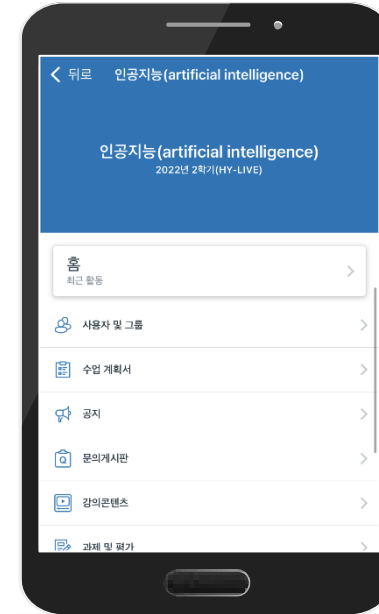 뒤로 인공지능(artificial intelligence)
인공지능(artificial intelligence)
2022년 2학기(HY-LIVE)
홈
최근 활동
사용자 및 그룹
수업 계획서
공지
문의게시판
강의콘텐츠
과제 및 평가